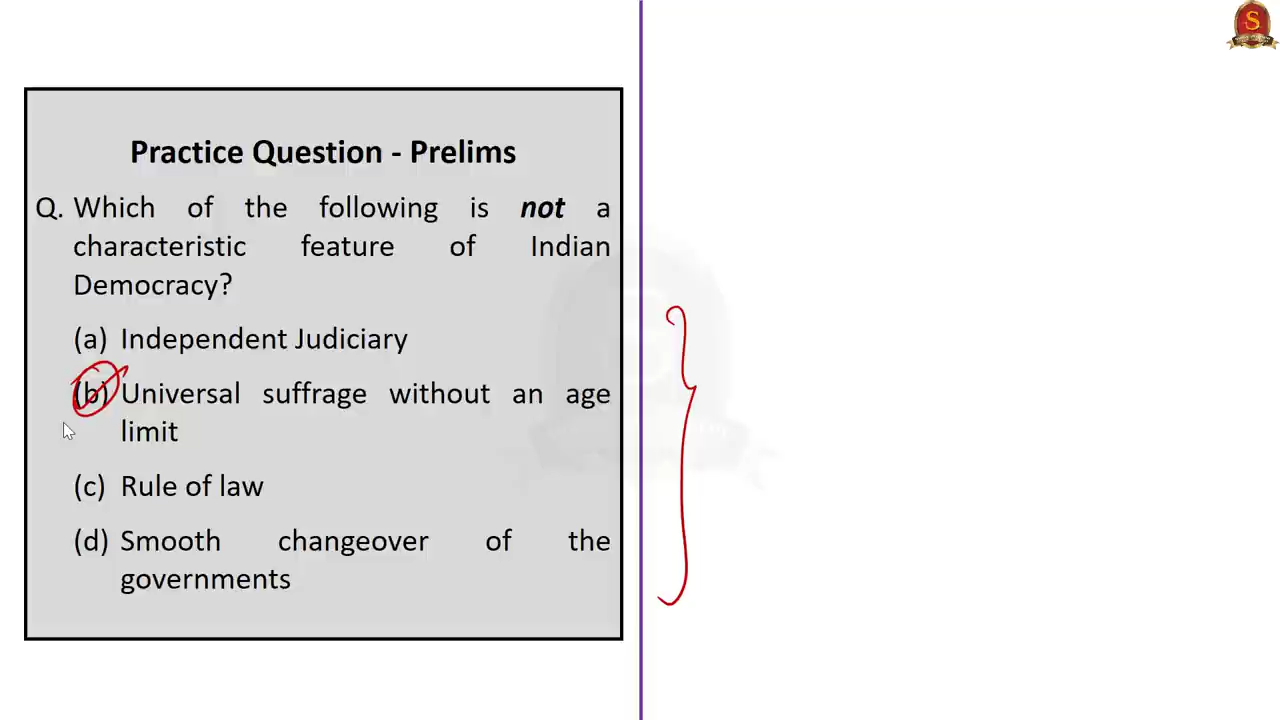 S
Practice Question - Prelims
Q. Which of the following is not a
characteristic feature of Indian
Democracy?
(a) Independent Judiciary
(b) Universal suffrage without an age
limit
(c) Rule of law
(d) Smooth changeover of the
governments